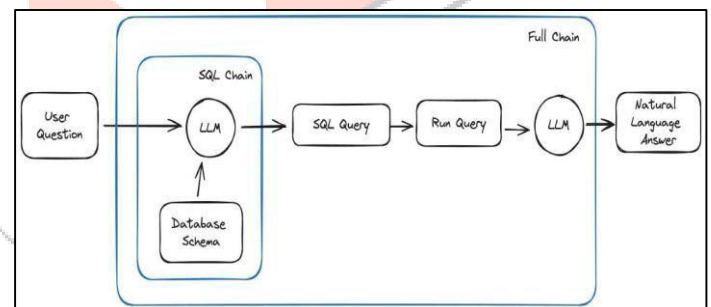 Full Chain
SQL Chain
User
Question
LLM
SQL Query
Run Query
LLM
Natural
Language
Answer
Database
Schema